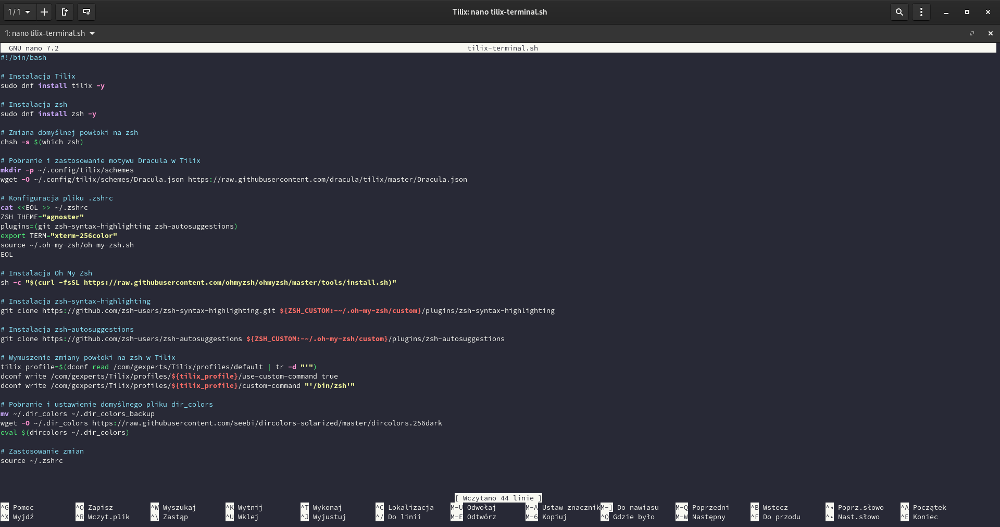 1 / 1
Tilix: nano tilix-terminal.sh
1: nano tilix-terminal.sh
GNU nano 7.2 tilix-terminal.sh
#!/bin/bash
# Instalacja Tilix
sudo dnf install tilix -y
# Instalacja zsh
sudo dnf install zsh -y
# Zmiana domyślnej powłoki na zsh
chsh -s $(which zsh)
# Pobranie i zastosowanie motywu Dracula w Tilix
mkdir -p ~/.config/tilix/schemes
wget -O ~/.config/tilix/schemes/Dracula.json https://raw.githubusercontent.com/dracula/tilix/master/Dracula.json
# Konfiguracja pliku .zshrc
cat <<EOL >> ~/.zshrc
ZSH_THEME="agnoster"
plugins=(git zsh-syntax-highlighting zsh-autosuggestions)
export TERM="xterm-256color"
source ~/.oh-my-zsh/oh-my-zsh.sh
EOL
# Instalacja Oh My Zsh
sh -c "$(curl -fsSL https://raw.githubusercontent.com/ohmyzsh/ohmyzsh/master/tools/install.sh)"
# Instalacja zsh-syntax-highlighting
git clone https://github.com/zsh-users/zsh-syntax-highlighting.git ${ZSH_CUSTOM:-~/.oh-my-zsh/custom}/plugins/zsh-syntax-highlighting
# Instalacja zsh-autosuggestions
git clone https://github.com/zsh-users/zsh-autosuggestions ${ZSH_CUSTOM:-~/.oh-my-zsh/custom}/plugins/zsh-autosuggestions
# Wymuszenie zmiany powłoki na zsh w Tilix
tilix_profile=$(dconf read /com/gexperts/Tilix/profiles/default | tr -d "'")
dconf write /com/gexperts/Tilix/profiles/${tilix_profile}/use-custom-command true
dconf write /com/gexperts/Tilix/profiles/${tilix_profile}/custom-command "'/bin/zsh'"
# Pobranie i ustawienie domyślnego pliku dir_colors
mv ~/.dir_colors ~/.dir_colors_backup
wget -O ~/.dir_colors https://raw.githubusercontent.com/seebi/dircolors-solarized/master/dircolors.256dark
eval $(dircolors ~/.dir_colors)
# Zastosowanie zmian
source ~/.zshrc
[ Wczytano 44 linie ]
^G Pomoc ^O Zapisz ^W Wyszukaj ^K Wytnij ^T Wykonaj ^C Lokalizacja M-U Odwołaj M-A Ustaw znacznik M-] Do nawiasu M-Q Poprzedni ^B Wstecz ^◂ Poprz.słowo ^A Początek
^X Wyjdź ^R Wczyt.plik ^\ Zastąp ^U Wklej ^J Wyjustuj ^/ Do linii M-E Odtwórz M-6 Kopiuj ^Q Gdzie było M-W Następny ^F Do przodu ^▸ Nast.słowo ^E Koniec